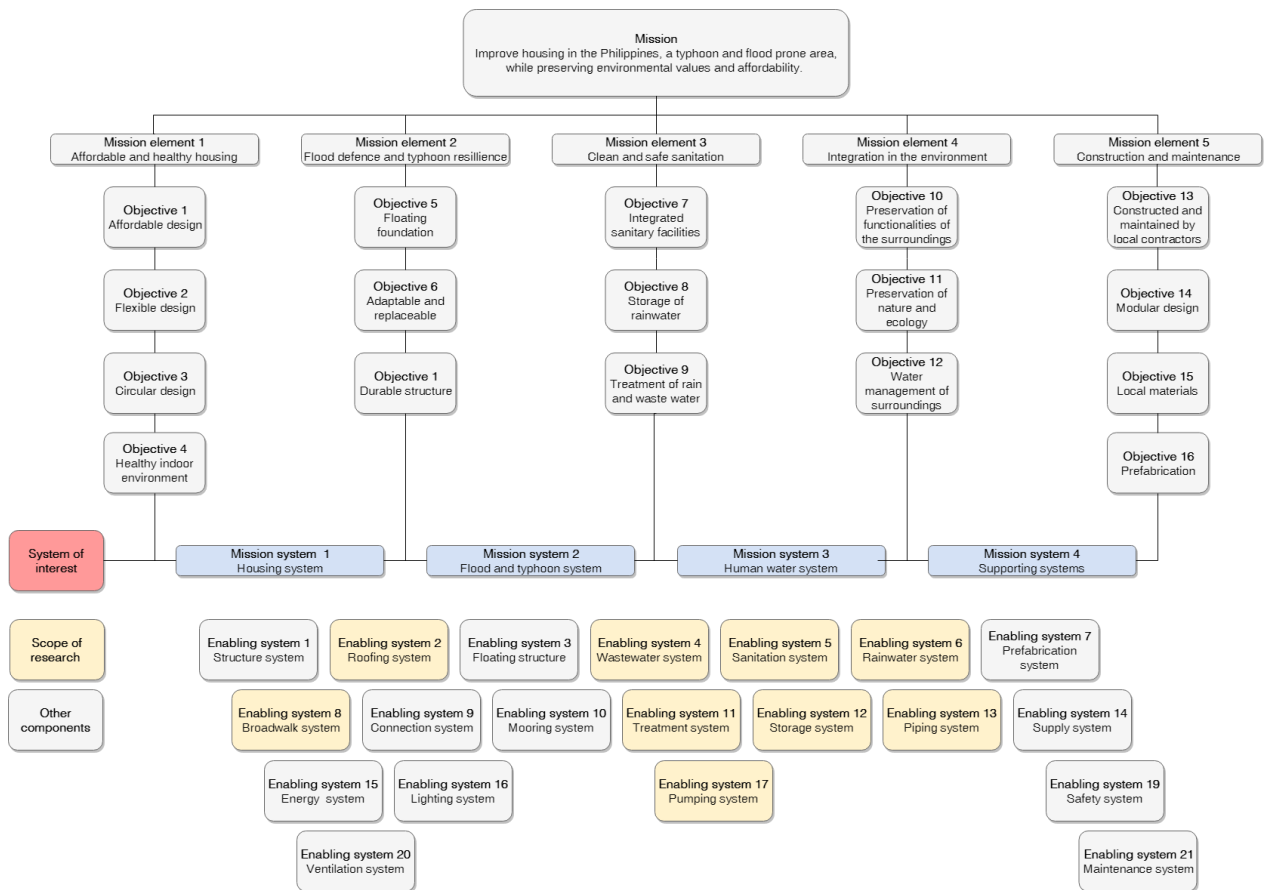 Mission
Improve housing in the Philippines, a typhoon and flood prone area,
while preserving environmental values and affordability.
Mission element 1
Affordable and healthy housing
Mission element 2
Flood defence and typhoon resillience
Mission element 3
Clean and safe sanitation
Mission element 4
Integration in the environment
Mission element 5
Construction and maintenance
Objective 1
Affordable design
Objective 5
Floating
foundation
Objective 7
Integrated
sanitary facilities
Objective 10
Preservation of
functionalities of
the surroundings
Objective 13
Constructed and
maintained by
local contractors
Objective 2
Flexible design
Objective 6
Adaptable and
replaceable
Objective 8
Storage of
rainwater
Objective 11
Preservation of
nature and
ecology
Objective 14
Modular design
Objective 3
Circular design
Objective 1
Durable structure
Objective 9
Treatment of rain
and waste water
Objective 12
Water
management of
surroundings
Objective 15
Local materials
Objective 4
Healthy indoor
environment
Objective 16
Prefabrication
System of
interest
Mission system 1
Housing system
Mission system 2
Flood and typhoon system
Mission system 3
Human water system
Mission system 4
Supporting systems
Scope of
research
Enabling system 1
Structure system
Enabling system 2
Roofing system
Enabling system 3
Floating structure
Enabling system 4
Wastewater system
Enabling system 5
Sanitation system
Enabling system 6
Rainwater system
Enabling system 7
Prefabrication
system
Other
components
Enabling system 8
Broadwalk system
Enabling system 9
Connection system
Enabling system 10
Mooring system
Enabling system 11
Treatment system
Enabling system 12
Storage system
Enabling system 13
Piping system
Enabling system 14
Supply system
Enabling system 15
Energy system
Enabling system 16
Lighting system
Enabling system 17
Pumping system
Enabling system 19
Safety system
Enabling system 20
Ventilation system
Enabling system 21
Maintenance system